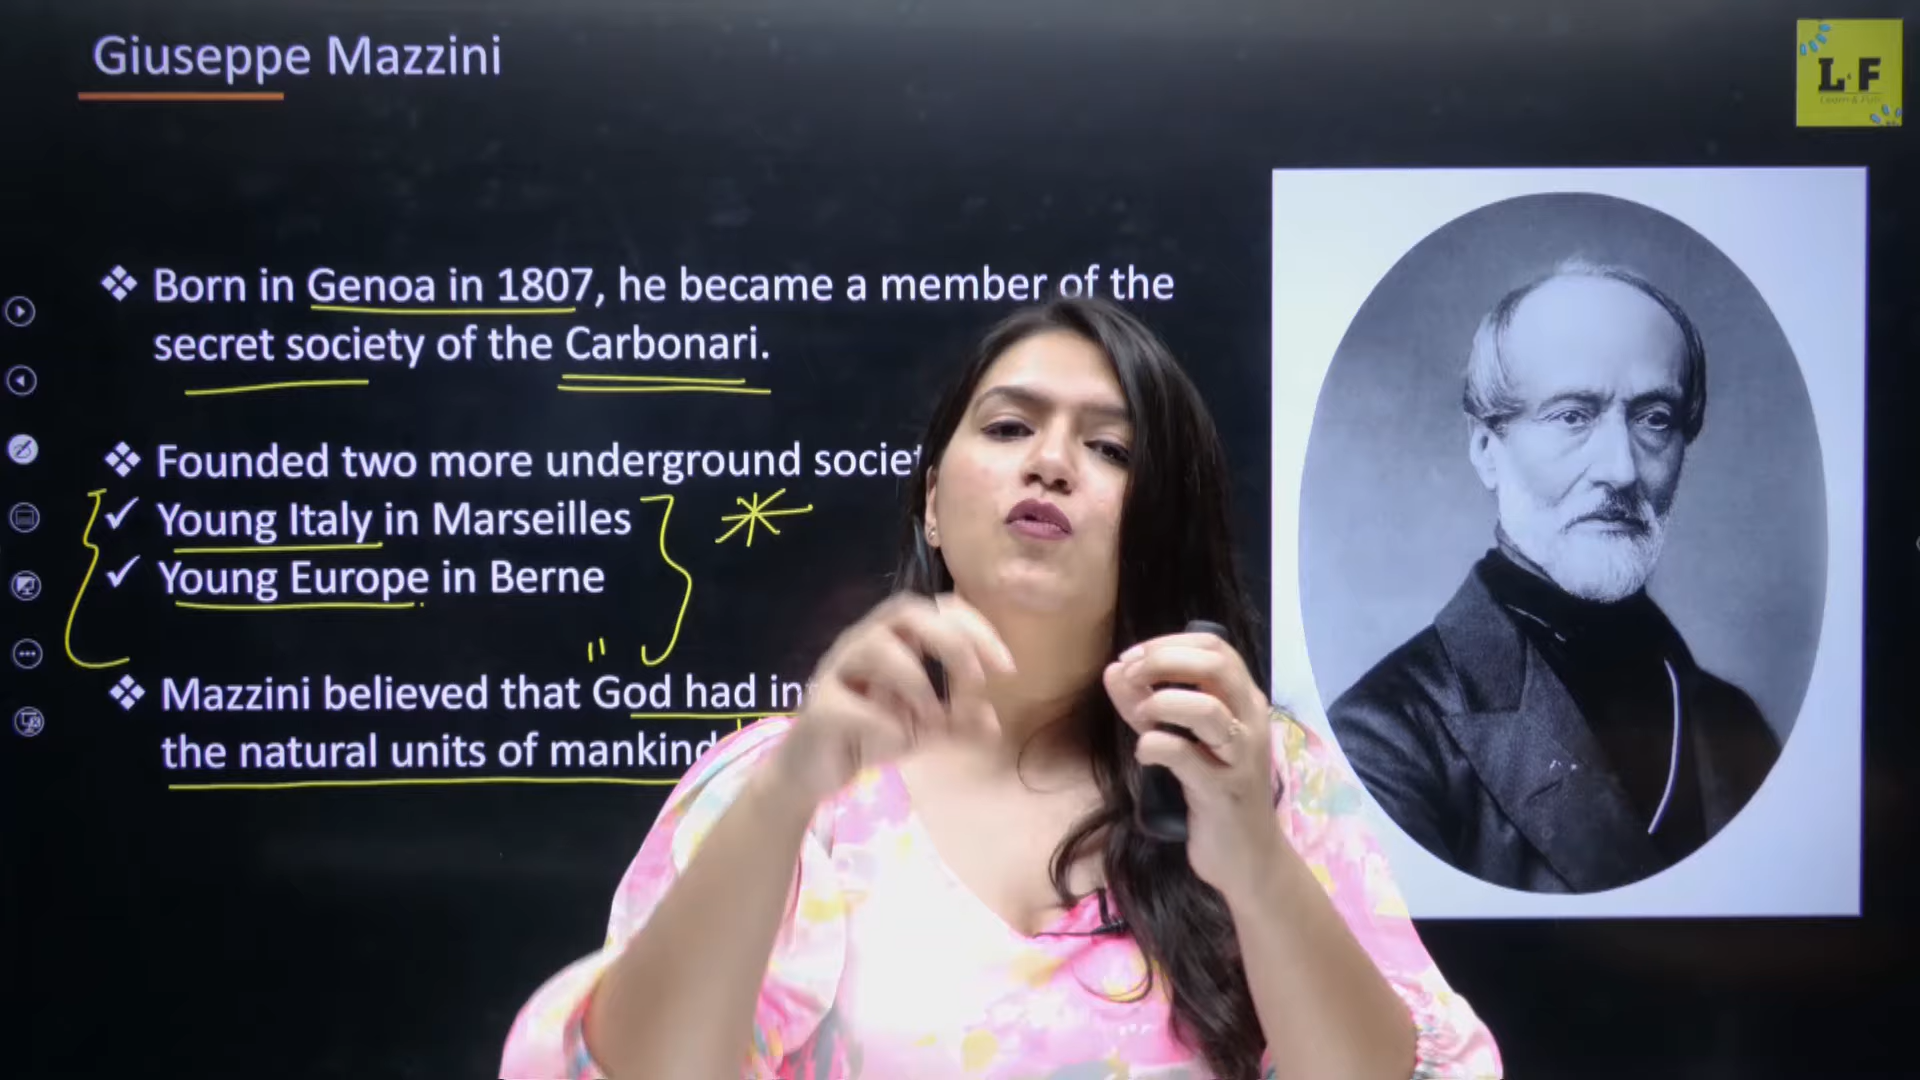 Giuseppe Mazzini
L&F
Learn & Fun
Born in Genoa in 1807, he became a member of the
secret society of the Carbonari.
Founded two more underground
Young Italy in Marseilles
Young Europe in Berne
Mazzini believed that God had
the natural units of mankind